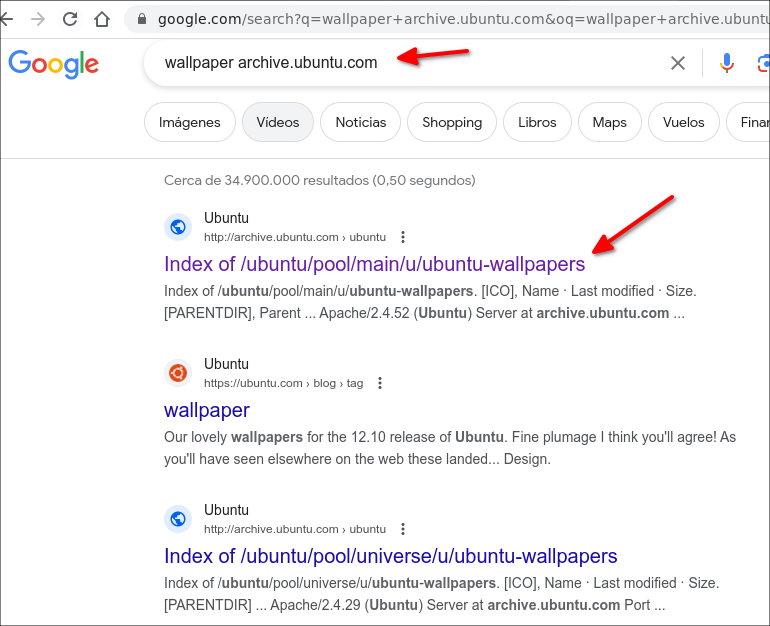 google.com/search?q=wallpaper+archive.ubuntu.com&oq=wallpaper+archive.ubuntu
Google
wallpaper archive.ubuntu.com
Imágenes Vídeos Noticias Shopping Libros Maps Vuelos Finan
Cerca de 34.900.000 resultados (0,50 segundos)
Ubuntu
http://archive.ubuntu.com › ubuntu
Index of /ubuntu/pool/main/u/ubuntu-wallpapers
Index of /ubuntu/pool/main/u/ubuntu-wallpapers. [ICO], Name · Last modified · Size.
[PARENTDIR], Parent ... Apache/2.4.52 (Ubuntu) Server at archive.ubuntu.com ...
Ubuntu
https://ubuntu.com › blog › tag
wallpaper
Our lovely wallpapers for the 12.10 release of Ubuntu. Fine plumage I think you'll agree! As
you'll have seen elsewhere on the web these landed... Design.
Ubuntu
http://archive.ubuntu.com › ubuntu
Index of /ubuntu/pool/universe/u/ubuntu-wallpapers
Index of /ubuntu/pool/universe/u/ubuntu-wallpapers. [ICO], Name · Last modified · Size.
[PARENTDIR] ... Apache/2.4.29 (Ubuntu) Server at archive.ubuntu.com Port ...